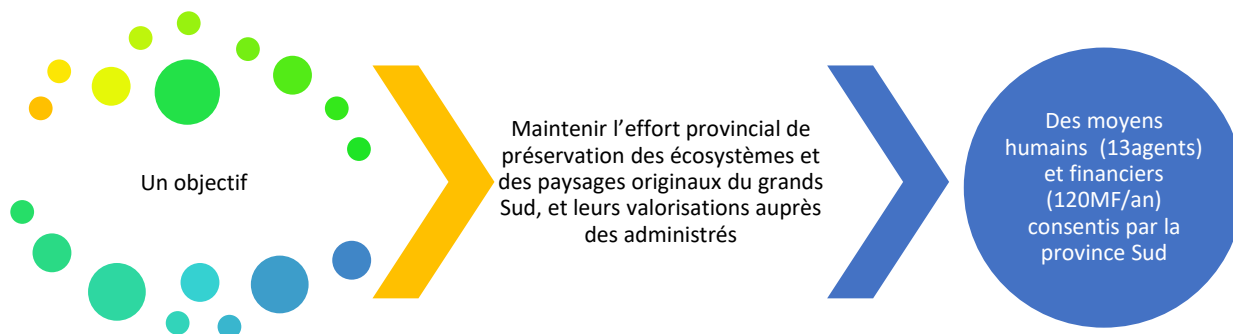 Un objectif
Maintenir l’effort provincial de
préservation des écosystèmes et
des paysages originaux du grands
Sud, et leurs valorisations auprès
des administrés
Des moyens
humains  (13agents)
et financiers
(120MF/an)
consentis par la
province Sud